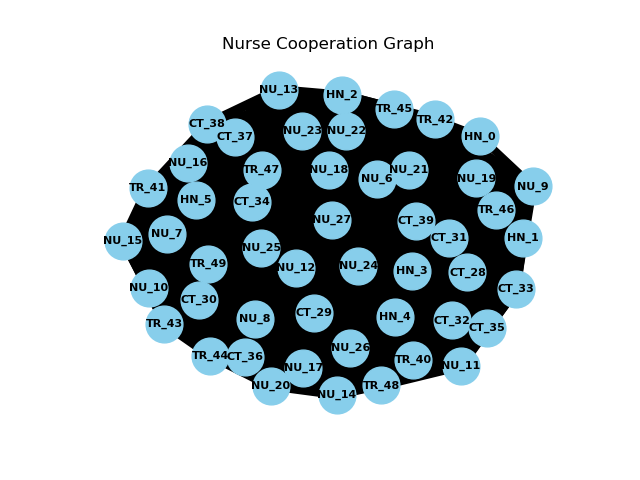 Nurse Cooperation Graph
NU_13
HN_2
TR_45
TR_42
CT_38
CT_37
NU_23
NU_22
HN_0
NU_16
TR_47
NU_18
NU_6
NU_21
NU_19
NU_9
TR_41
HN_5
CT_34
TR_46
NU_27
CT_39
NU_15
NU_7
CT_31
HN_1
NU_25
TR_49
NU_12
NU_24
HN_3
CT_28
NU_10
CT_30
CT_33
TR_43
NU_8
CT_29
HN_4
CT_32
CT_35
TR_44
CT_36
NU_26
NU_17
TR_40
NU_11
NU_20
NU_14
TR_48